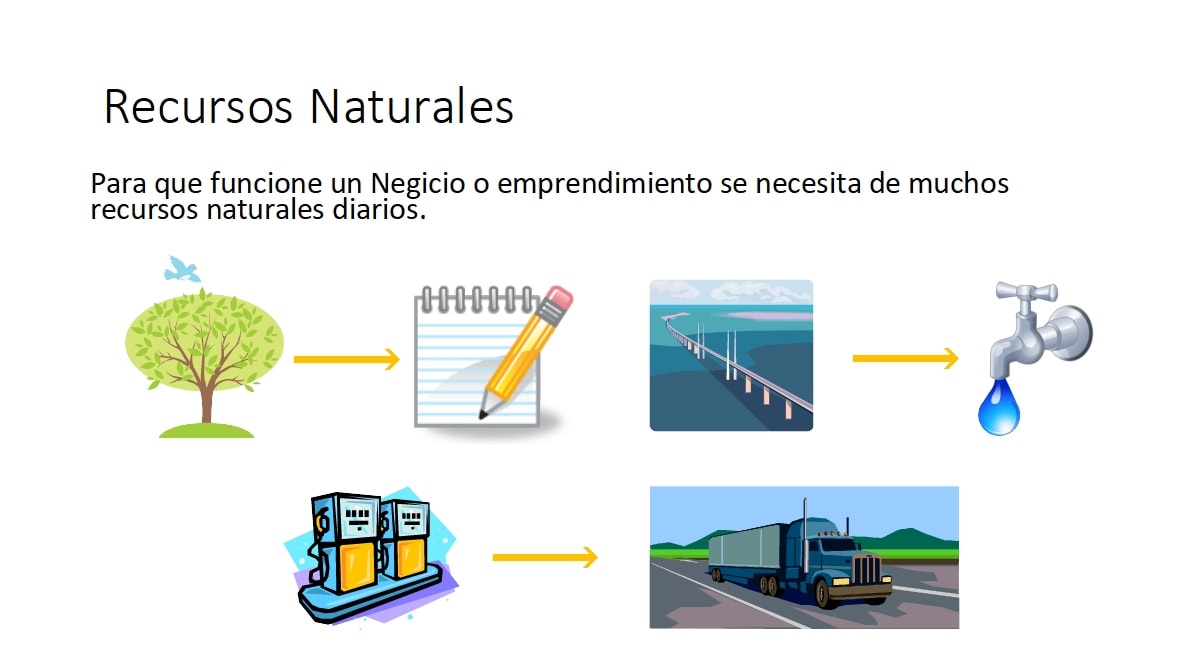 Recursos Naturales
Para que funcione un Negicio o emprendimiento se necesita de muchos
recursos naturales diarios.